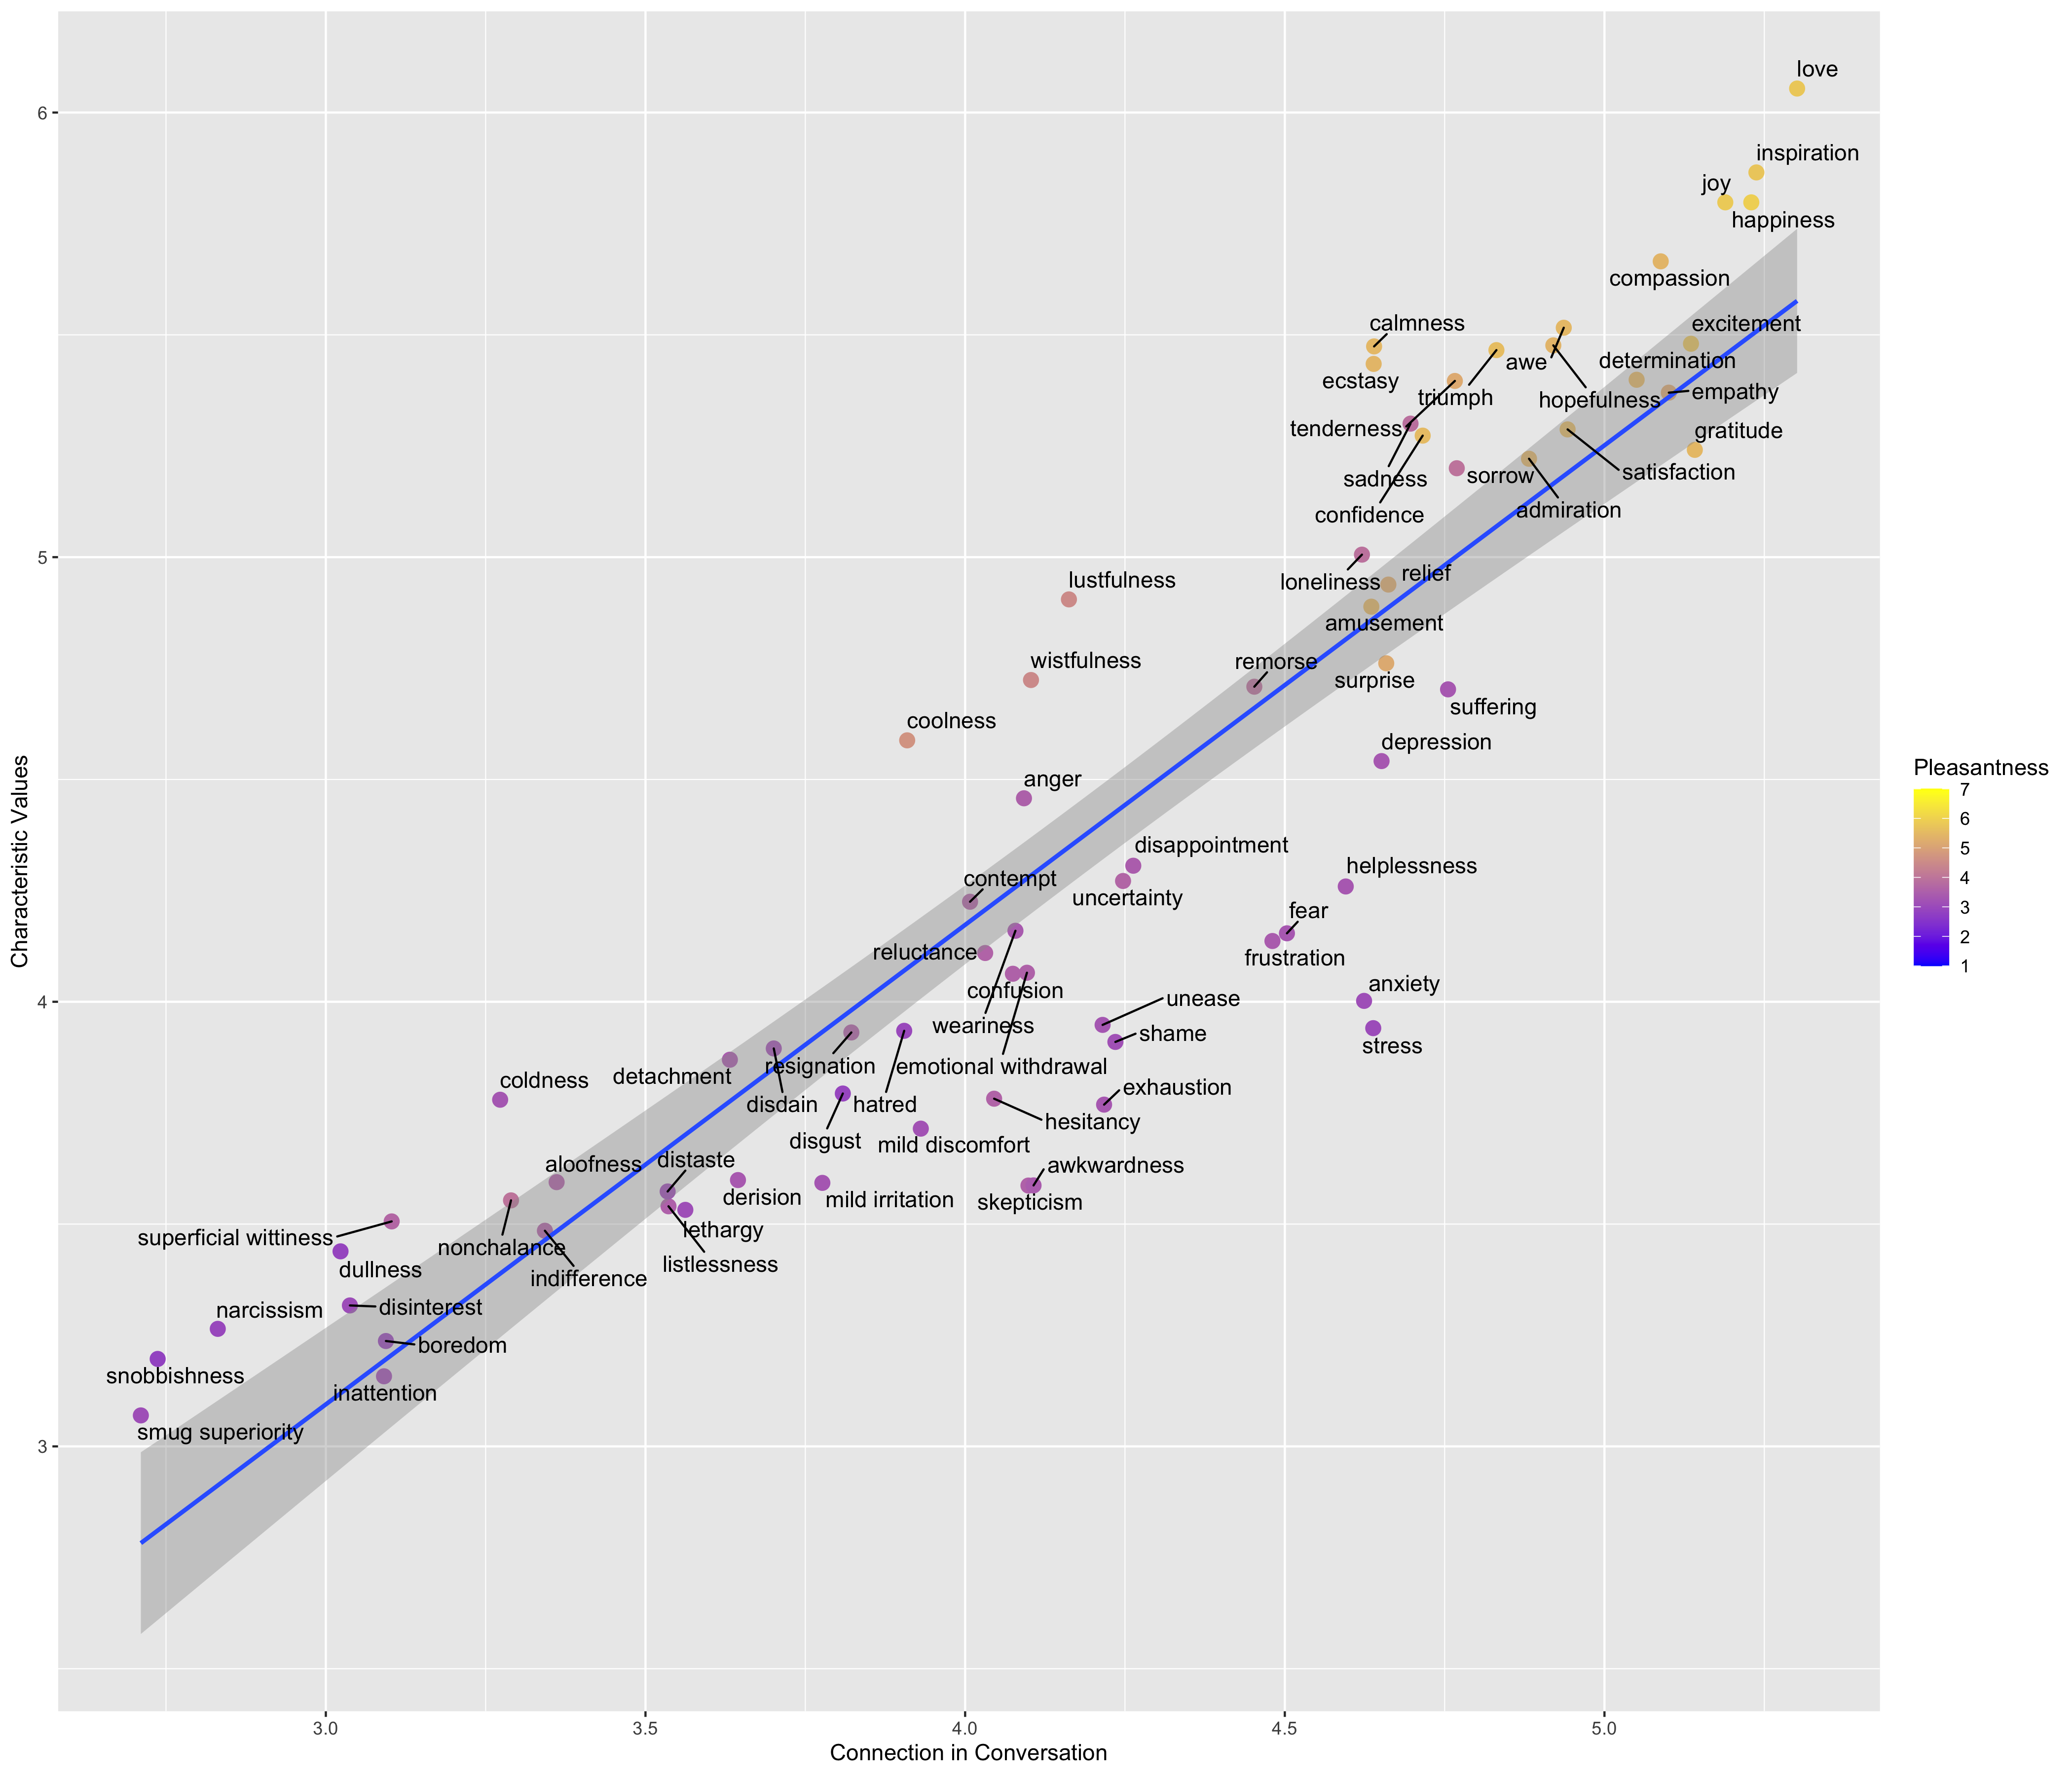 love
6
inspiration
joy
happiness
compassion
calmness
excitement
awe
determination
ecstasy
triumph
hopefulness
empathy
tenderness
gratitude
sadness
sorrow
satisfaction
confidence
admiration
5
lustfulness
loneliness
relief
amusement
wistfulness
remorse
surprise
coolness
suffering
depression
anger
Characteristic Values
Pleasantness
7
6
5
4
3
2
1
disappointment
helplessness
contempt
uncertainty
fear
reluctance
frustration
4
confusion
anxiety
unease
weariness
shame
stress
resignation
emotional withdrawal
detachment
coldness
exhaustion
disdain
hatred
hesitancy
disgust
mild discomfort
aloofness
distaste
awkwardness
derision
mild irritation
skepticism
superficial wittiness
lethargy
nonchalance
listlessness
dullness
indifference
narcissism
disinterest
boredom
snobbishness
inattention
smug superiority
3
3.0
3.5
4.0
4.5
5.0
Connection in Conversation